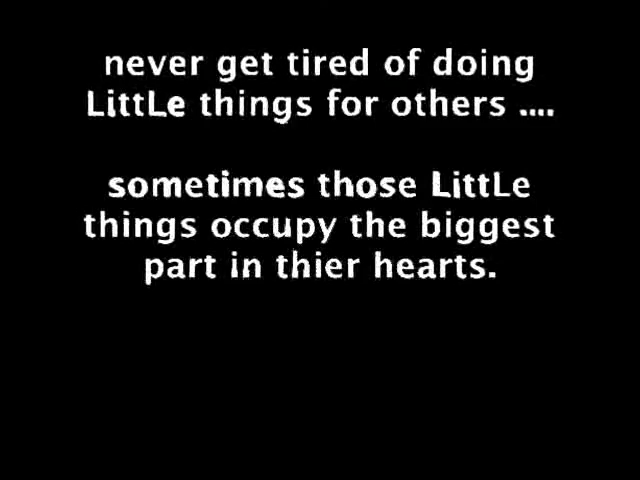 never get tired of doing
LittLe things for others ....
sometimes those LittLe
things occupy the biggest
part in thier hearts.